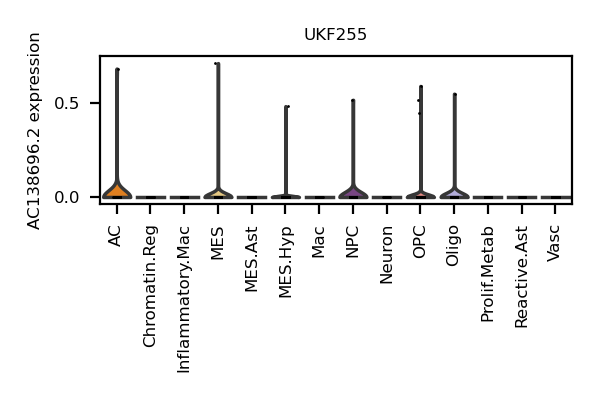 UKF255
AC138696.2 expression
0.5
0.0
AC
Chromatin.Reg
Inflammatory.Mac
MES
MES.Ast
MES.Hyp
Mac
NPC
Neuron
OPC
Oligo
Prolif.Metab
Reactive.Ast
Vasc